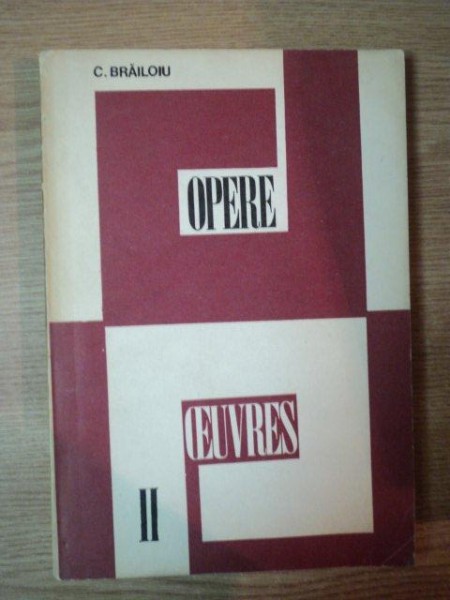 C. BRĂILOIU
OPERE
ŒUVRES
II